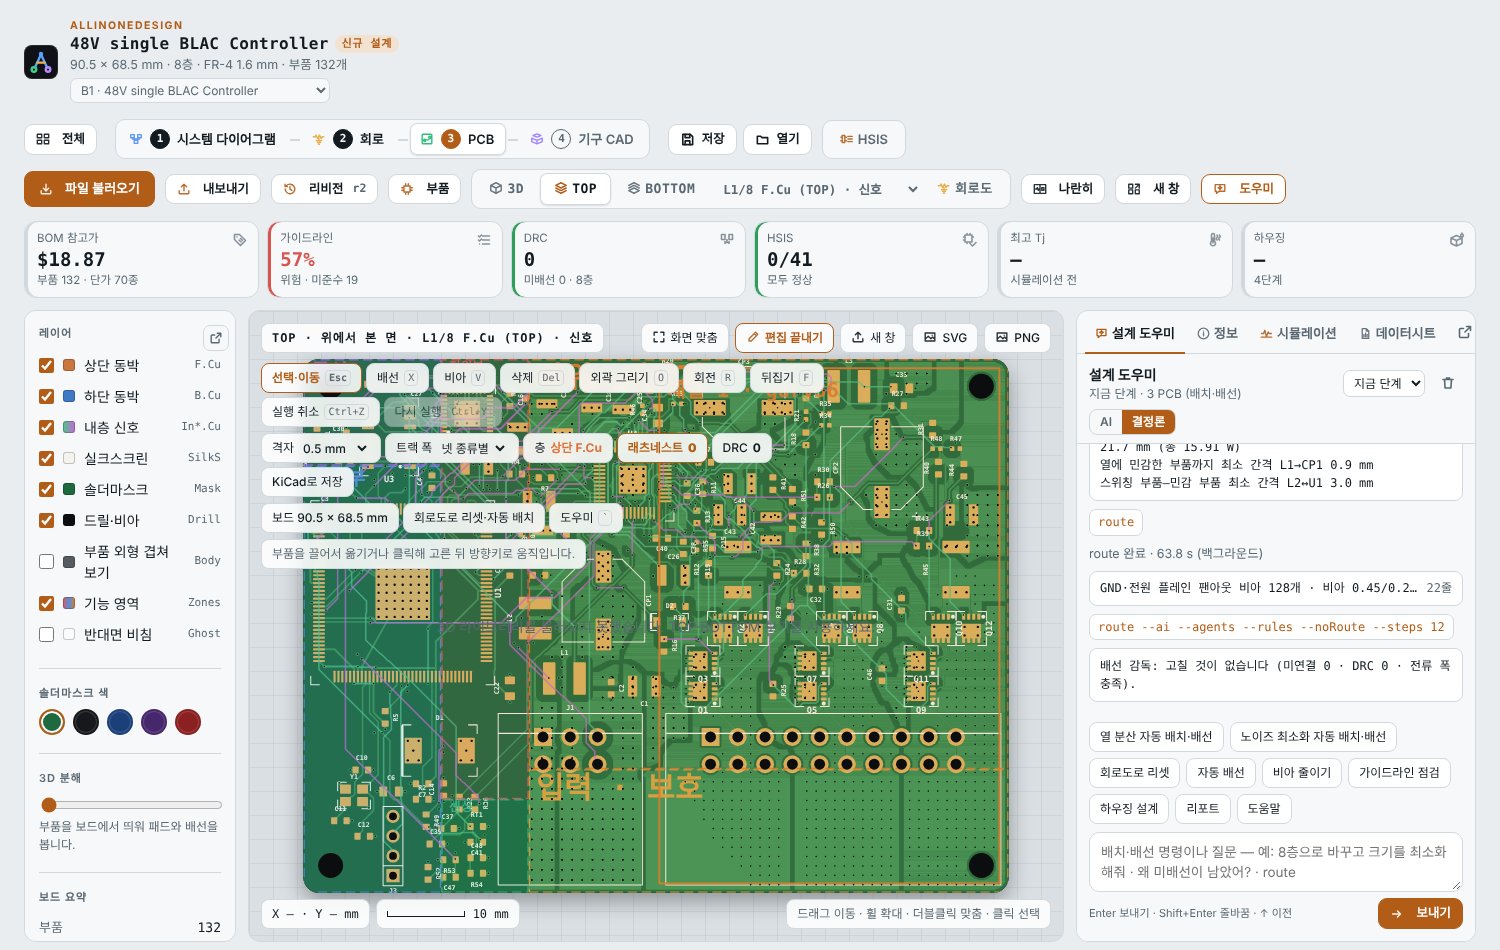 ALLINONEDESIGN
48V single BLAC Controller 신규 설계
90.5 × 68.5 mm · 8층 · FR-4 1.6 mm · 부품 132개
B1 · 48V single BLAC Controller
전체 1 시스템 다이어그램 2 회로 3 PCB 4 기구 CAD 저장 열기 HSIS
파일 불러오기 내보내기 리비전 r2 부품 3D TOP BOTTOM L1/8 F.Cu (TOP) · 신호 회로도 나란히 새 창 도우미
BOM 참고가
$18.87
부품 132 · 단가 70종
가이드라인
57%
위험 · 미준수 19
DRC
0
미배선 0 · 8층
HSIS
0/41
모두 정상
최고 Tj
—
시뮬레이션 전
하우징
—
4단계
레이어
상단 동박 F.Cu
하단 동박 B.Cu
내층 신호 In*.Cu
실크스크린 SilkS
솔더마스크 Mask
드릴·비아 Drill
부품 외형 겹쳐 보기 Body
기능 영역 Zones
반대면 비침 Ghost
솔더마스크 색
3D 분해
부품을 보드에서 띄워 패드와 배선을
봅니다.
보드 요약
부품 132
TOP · 위에서 본 면 · L1/8 F.Cu (TOP) · 신호 화면 맞춤 편집 끝내기 새 창 SVG PNG
선택·이동 Esc 배선 X 비아 V 삭제 Del 외곽 그리기 O 회전 R 뒤집기 F
실행 취소 Ctrl+Z 다시 실행 Ctrl+Y
격자 0.5 mm 트랙 폭 넷 종류별 층 상단 F.Cu 래츠네스트 0 DRC 0
KiCad로 저장
보드 90.5 × 68.5 mm 회로도로 리셋·자동 배치 도우미 `
부품을 끌어서 옮기거나 클릭해 고른 뒤 방향키로 움직입니다.
U3
U1
CP1
CP2
L1
J1
C1
C2
D1
R5
Q1 Q5 Q9
입력 · 보호
C10
Y1
C6
C12
J3
C47
R54
R53
X — · Y — mm 10 mm 드래그 이동 · 휠 확대 · 더블클릭 맞춤 · 클릭 선택
설계 도우미 정보 시뮬레이션 데이터시트
설계 도우미
지금 단계 · 3 PCB (배치·배선)
지금 단계
AI 결정론
21.7 mm (총 15.91 W)
열에 민감한 부품까지 최소 간격 L1→CP1 0.9 mm
스위칭 부품–민감 부품 최소 간격 L2↔U1 3.0 mm
route
route 완료 · 63.8 s (백그라운드)
GND·전원 플레인 팬아웃 비아 128개 · 비아 0.45/0.2… 22줄
route --ai --agents --rules --noRoute --steps 12
배선 감독: 고칠 것이 없습니다 (미연결 0 · DRC 0 · 전류 폭
충족).
열 분산 자동 배치·배선 노이즈 최소화 자동 배치·배선
회로도로 리셋 자동 배선 비아 줄이기 가이드라인 점검
하우징 설계 리포트 도움말
배치·배선 명령이나 질문 — 예: 8층으로 바꾸고 크기를 최소화
해줘 · 왜 미배선이 남았어? · route
Enter 보내기 · Shift+Enter 줄바꿈 · ↑ 이전 보내기